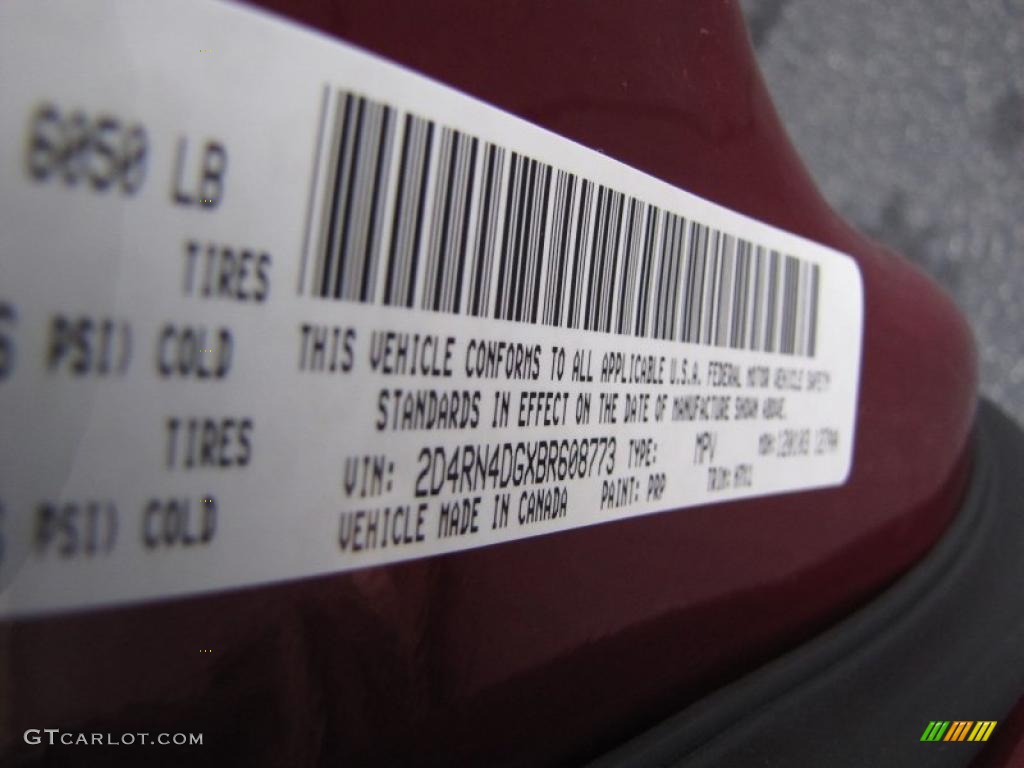 6050 LB
TIRES
PSI) COLD
TIRES
PSI) COLD
THIS VEHICLE CONFORMS TO ALL APPLICABLE U.S.A. FEDERAL MOTOR VEHICLE SAFETY
STANDARDS IN EFFECT ON THE DATE OF MANUFACTURE SHOWN ABOVE.
VIN: 2D4RN4DGXBR608773 TYPE: MPV
VEHICLE MADE IN CANADA PAINT: PRP TRIM:
GTCARLOT.COM